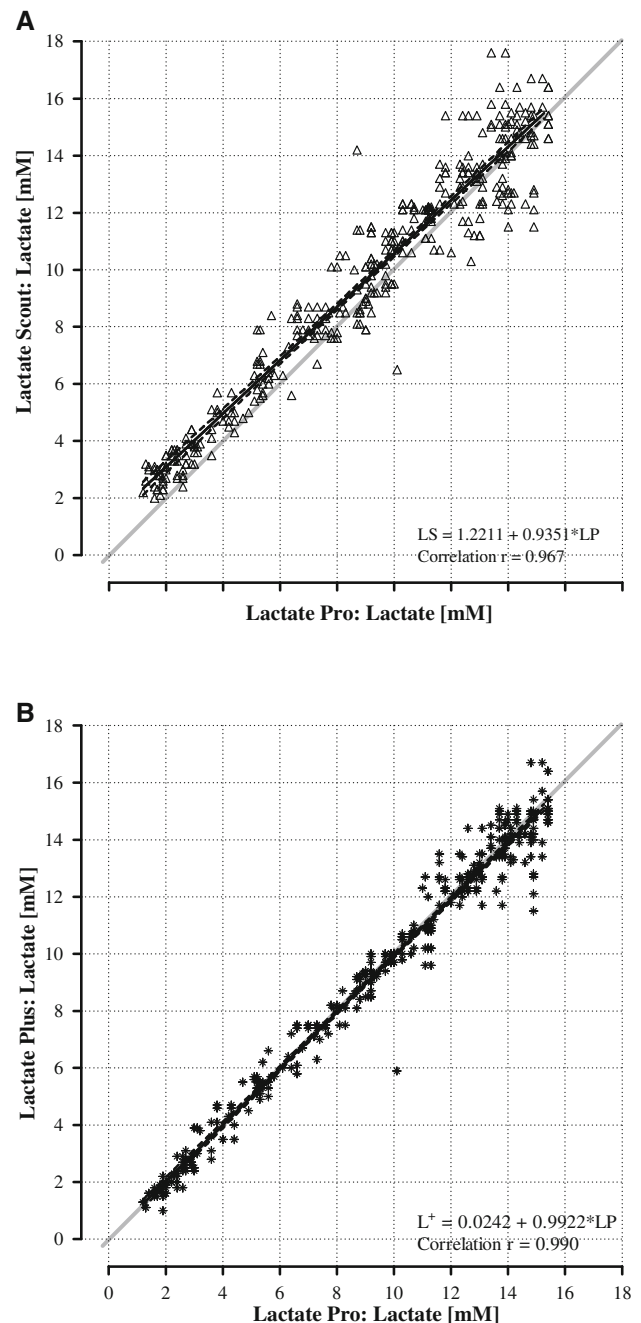 A
18
16
14
12
10
8
6
4
2
0
Lactate Scout: Lactate [mM]
LS = 1.2211 + 0.9351*LP
Correlation r = 0.967
Lactate Pro: Lactate [mM]
B
18
16
14
12
10
8
6
4
2
0
Lactate Plus: Lactate [mM]
L+ = 0.0242 + 0.9922*LP
Correlation r = 0.990
0 2 4 6 8 10 12 14 16 18
Lactate Pro: Lactate [mM]